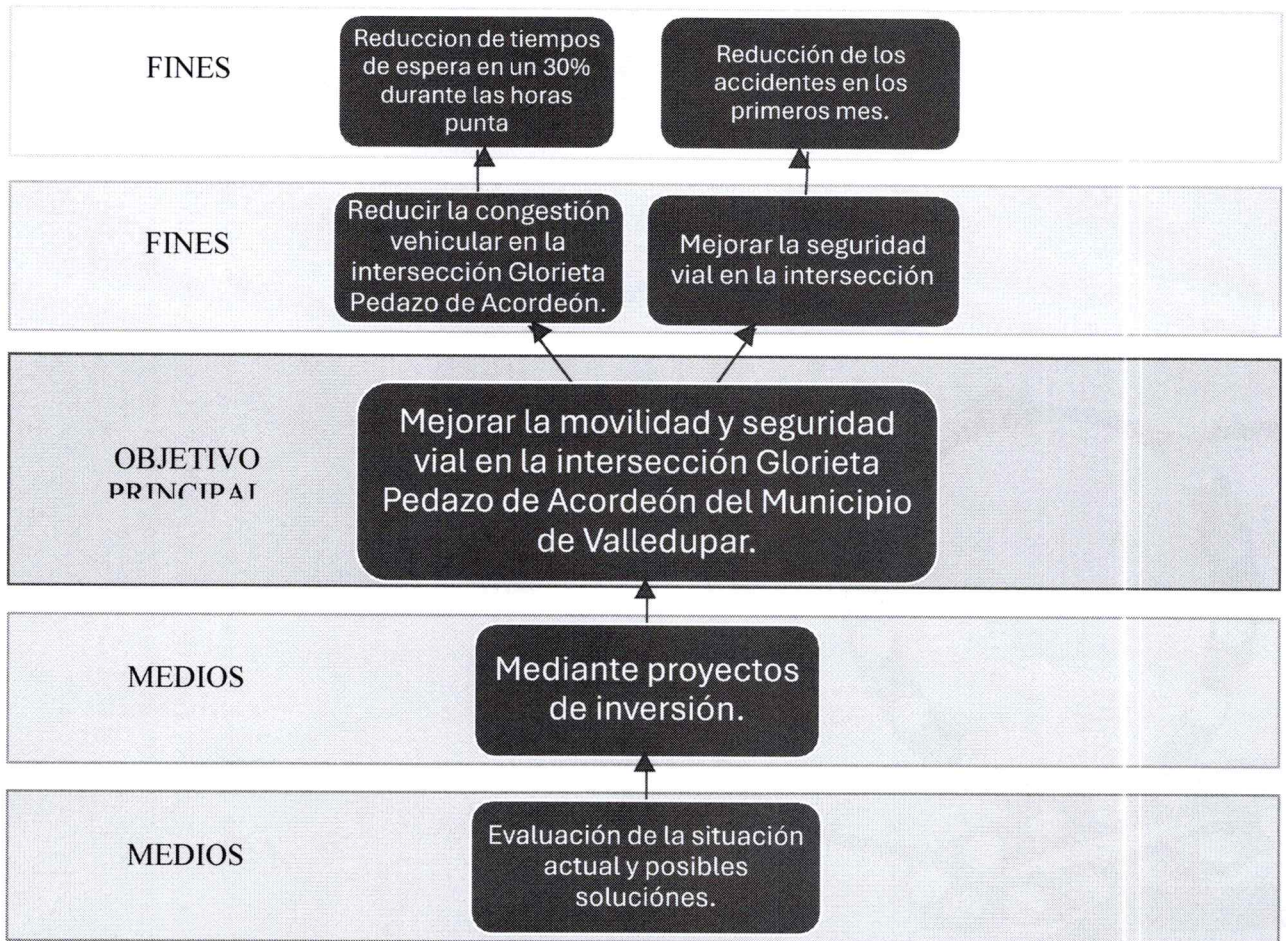 FINES
Reduccion de tiempos
de espera en un 30%
durante las horas
punta
Reducción de los
accidentes en los
primeros mes.
FINES
Reducir la congestión
vehicular en la
intersección Glorieta
Pedazo de Acordeón.
Mejorar la seguridad
vial en la intersección
OBJETIVO
PRINCIPAL
Mejorar la movilidad y seguridad
vial en la intersección Glorieta
Pedazo de Acordeón del Municipio
de Valledupar.
MEDIOS
Mediante proyectos
de inversión.
MEDIOS
Evaluación de la situación
actual y posibles
soluciónes.